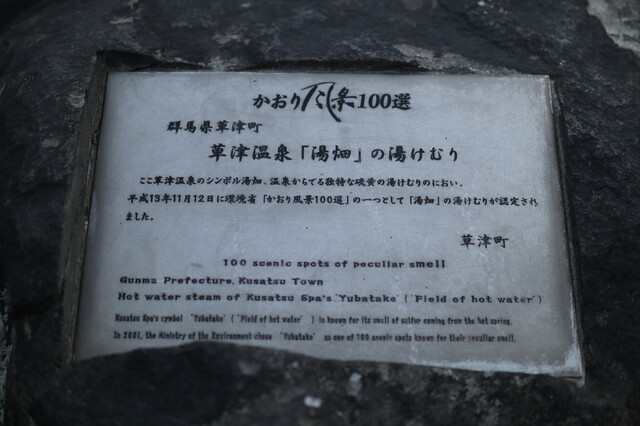 かおり風景100選
群馬県草津町
草津温泉「湯畑」の湯けむり
ここ草津温泉のシンボル湯畑、温泉からでる独特な硫黄の湯けむりのにおい。
平成13年11月12日に環境省「かおり風景100選」の一つとして「湯畑」の湯けむりが認定され
ました。
草津町
100 scenic spots of peculiar smell
Gunma Prefecture, Kusatsu Town
Hot water steam of Kusatsu Spa's 'Yubatake' ( 'Field of hot water' )
Kusatsu Spa's symbol 'Yubatake' ( 'Field of hot water' ) is known for its smell of sulfur coming from the hot spring.
In 2001, the Ministry of the Environment chose 'Yubatake' as one of 100 scenic spots known for their peculiar smell.